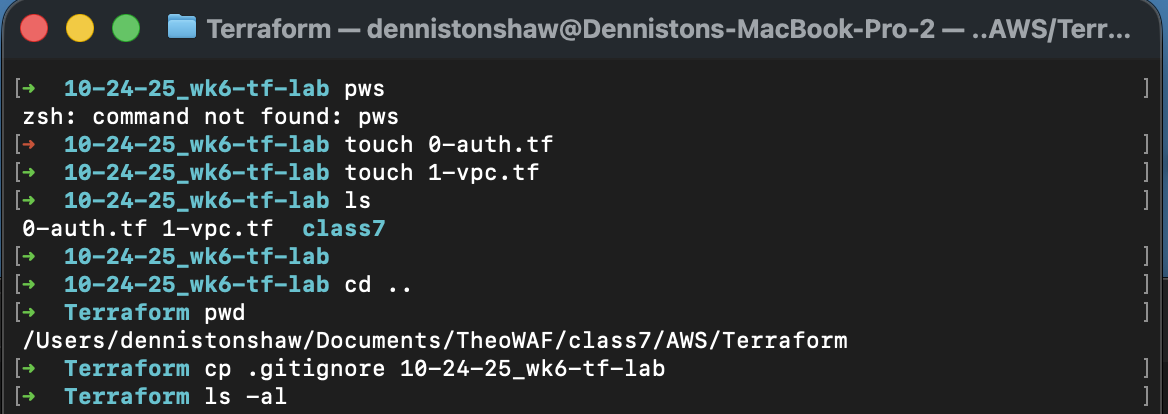 Terraform — dennistonshaw@Dennistons-MacBook-Pro-2 — ..AWS/Terr...
[→ 10-24-25_wk6-tf-lab pws ]
zsh: command not found: pws
[→ 10-24-25_wk6-tf-lab touch 0-auth.tf ]
[→ 10-24-25_wk6-tf-lab touch 1-vpc.tf ]
[→ 10-24-25_wk6-tf-lab ls ]
0-auth.tf 1-vpc.tf  class7
[→ 10-24-25_wk6-tf-lab ]
[→ 10-24-25_wk6-tf-lab cd .. ]
[→ Terraform pwd ]
/Users/dennistonshaw/Documents/TheoWAF/class7/AWS/Terraform
[→ Terraform cp .gitignore 10-24-25_wk6-tf-lab ]
[→ Terraform ls -al ]